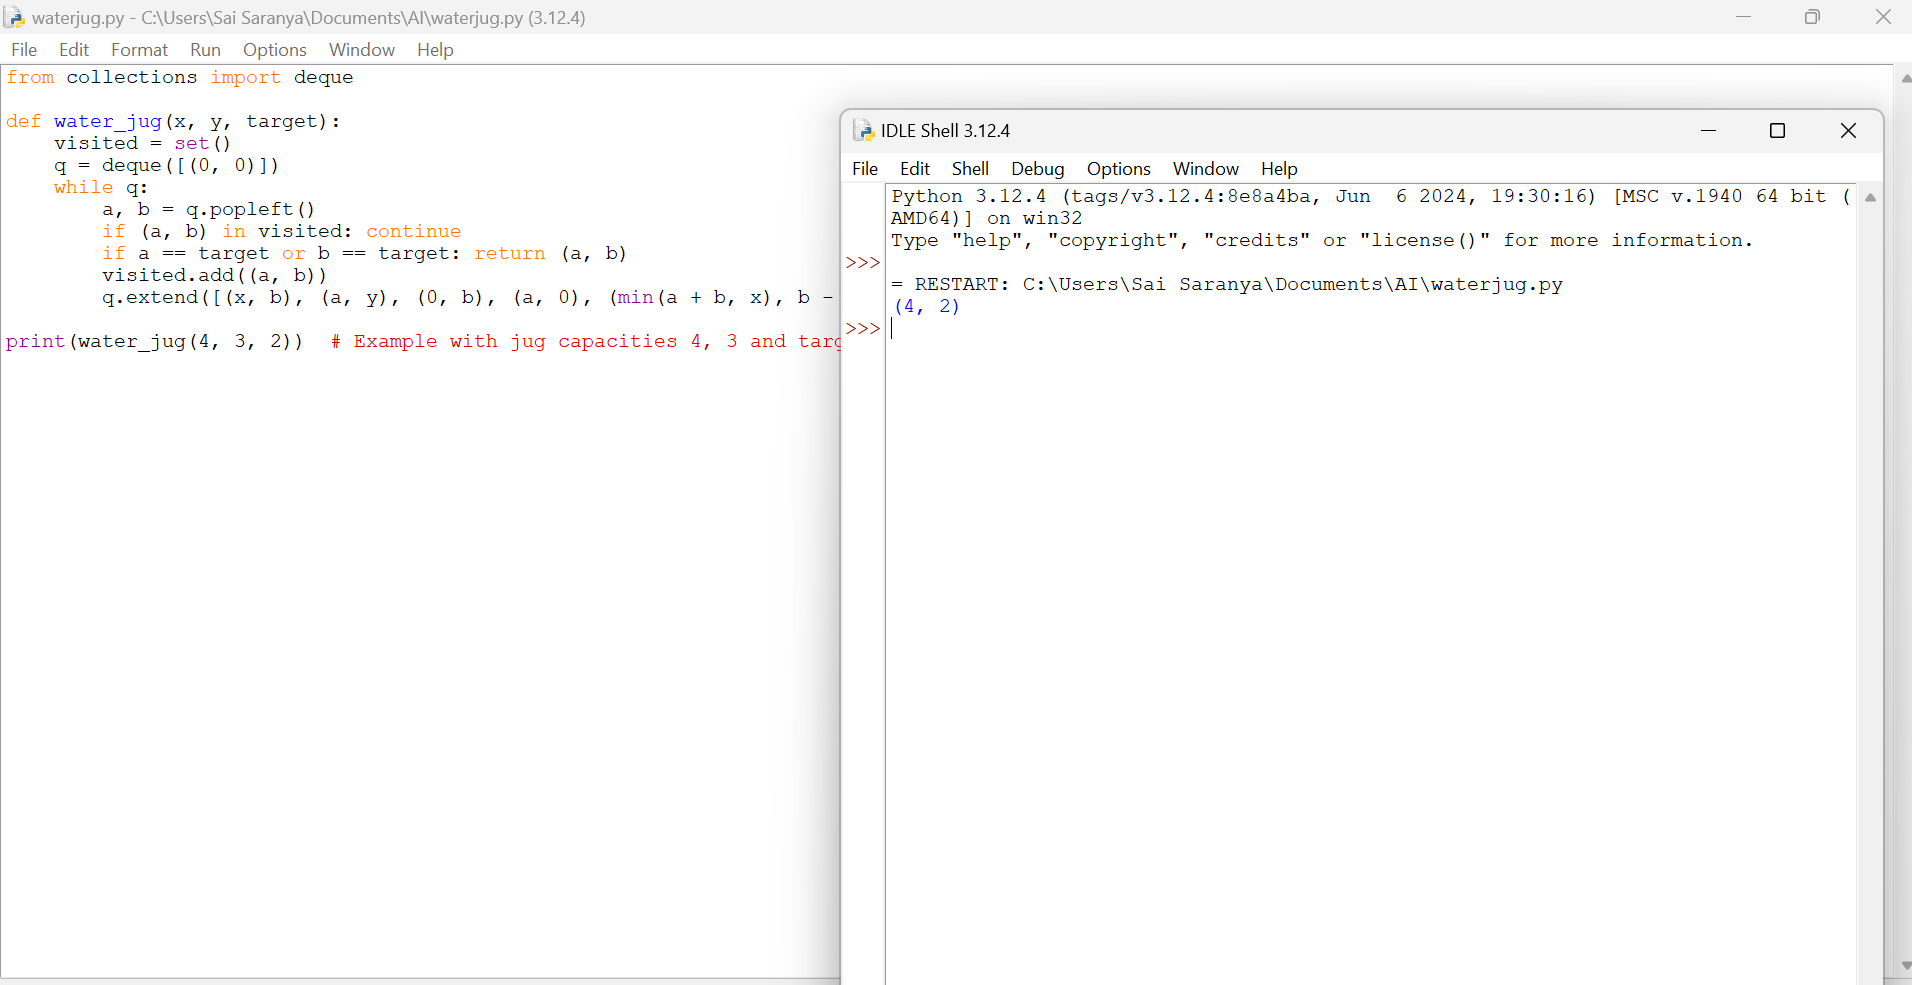 waterjug.py - C:\Users\Sai Saranya\Documents\AI\waterjug.py (3.12.4)
File Edit Format Run Options Window Help
from collections import deque
def water_jug(x, y, target):
    visited = set()
    q = deque([(0, 0)])
    while q:
        a, b = q.popleft()
        if (a, b) in visited: continue
        if a == target or b == target: return (a, b)
        visited.add((a, b))
        q.extend([(x, b), (a, y), (0, b), (a, 0), (min(a + b, x), b -
print(water_jug(4, 3, 2))  # Example with jug capacities 4, 3 and targ
IDLE Shell 3.12.4
File Edit Shell Debug Options Window Help
Python 3.12.4 (tags/v3.12.4:8e8a4ba, Jun  6 2024, 19:30:16) [MSC v.1940 64 bit (
AMD64)] on win32
Type "help", "copyright", "credits" or "license()" for more information.
>>>
= RESTART: C:\Users\Sai Saranya\Documents\AI\waterjug.py
(4, 2)
>>>